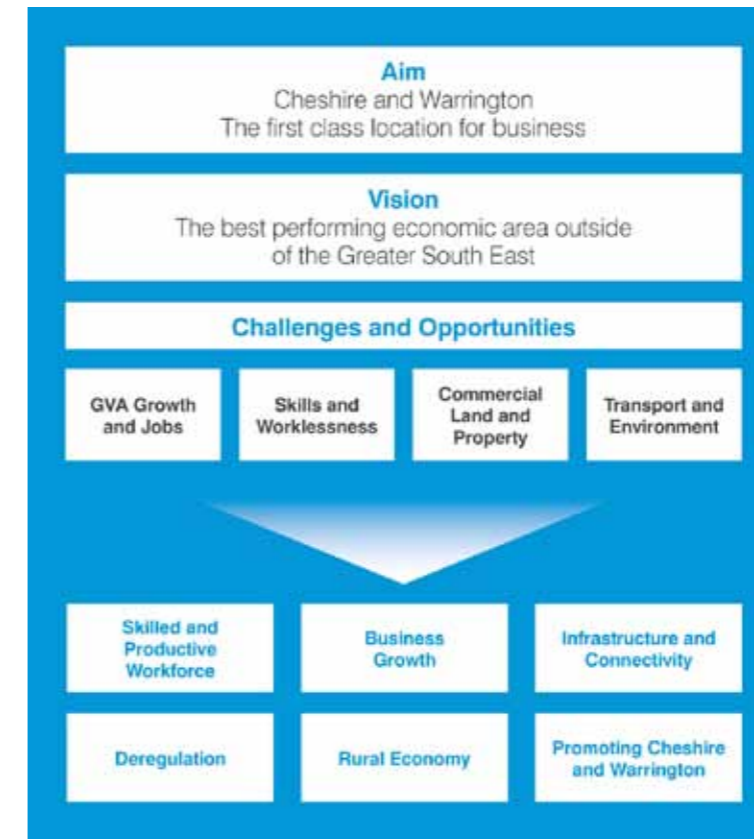 Aim
Cheshire and Warrington
The first class location for business
Vision
The best performing economic area outside
of the Greater South East
Challenges and Opportunities
GVA Growth
and Jobs
Skills and
Worklessness
Commercial
Land and
Property
Transport and
Environment
Skilled and
Productive
Workforce
Business
Growth
Infrastructure and
Connectivity
Deregulation
Rural Economy
Promoting Cheshire
and Warrington